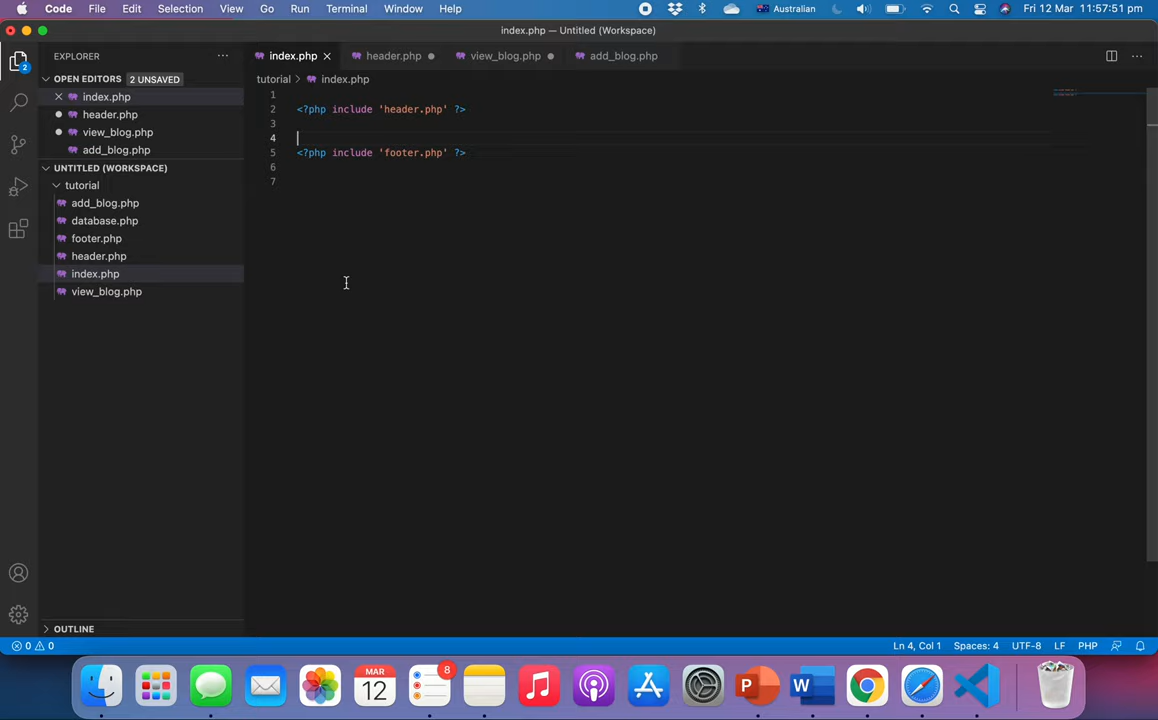 Code File Edit Selection View Go Run Terminal Window Help Australian Fri 12 Mar 11:57:51 pm
index.php — Untitled (Workspace)
EXPLORER
index.php header.php view_blog.php add_blog.php
OPEN EDITORS 2 UNSAVED
tutorial index.php
index.php
header.php
view_blog.php
add_blog.php
UNTITLED (WORKSPACE)
tutorial
add_blog.php
database.php
footer.php
header.php
index.php
view_blog.php
1
2 <?php include 'header.php' ?>
3
4
5 <?php include 'footer.php' ?>
6
7
2
OUTLINE
0 0 Ln 4, Col 1 Spaces: 4 UTF-8 LF PHP
MAR
12
8
P
W